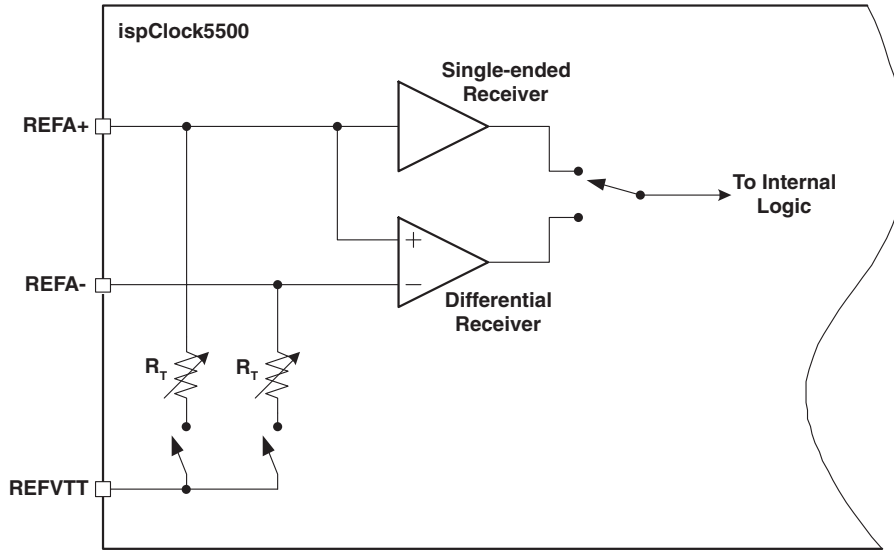 ispClock5500
Single-ended
Receiver
REFA+
To Internal
Logic
+
REFA-
−
Differential
Receiver
R_T
R_T
REFVTT